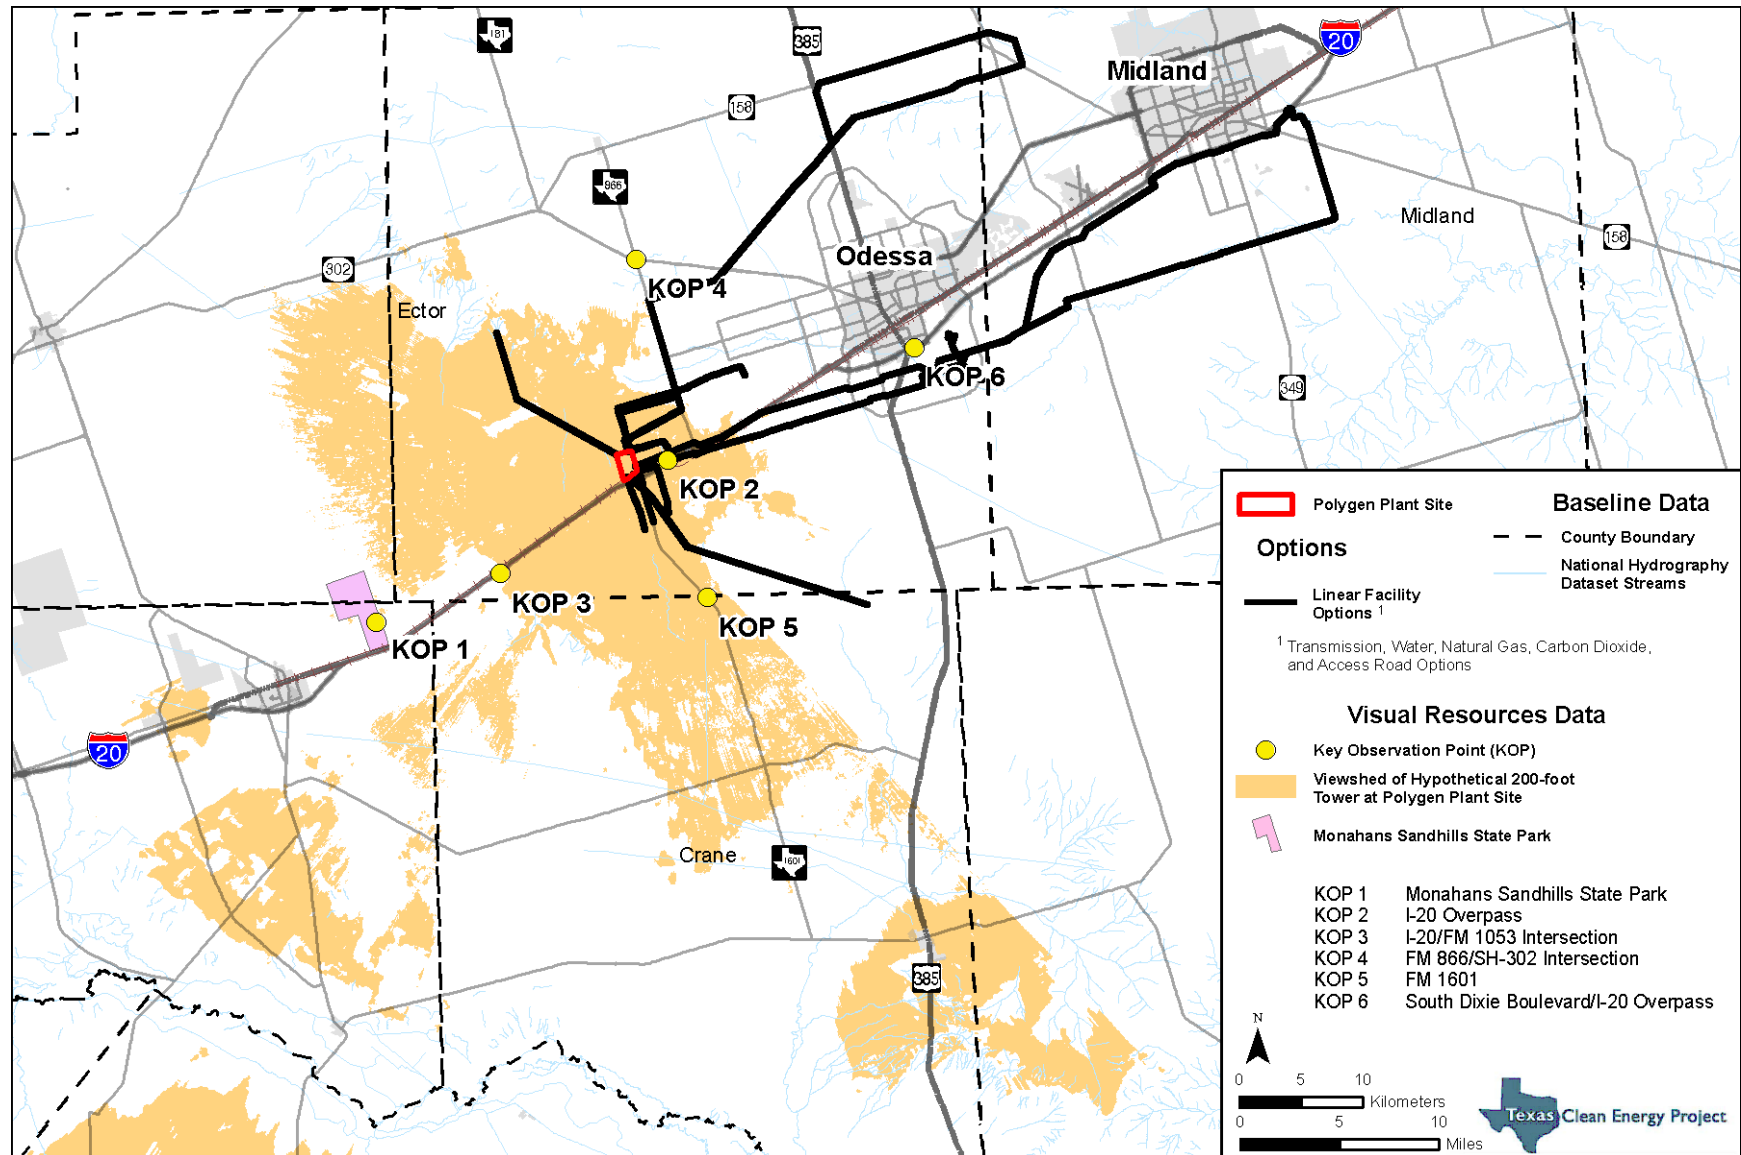 181
385
20
Midland
158
866
Odessa
Midland
158
302
KOP 4
Ector
KOP 6
349
KOP 2
KOP 3
KOP 5
KOP 1
20
Crane
1601
385
Polygen Plant Site
Baseline Data
Options
County Boundary
National Hydrography
Dataset Streams
Linear Facility
Options 1
1 Transmission, Water, Natural Gas, Carbon Dioxide,
and Access Road Options
Visual Resources Data
Key Observation Point (KOP)
Viewshed of Hypothetical 200-foot
Tower at Polygen Plant Site
Monahans Sandhills State Park
KOP 1 Monahans Sandhills State Park
KOP 2 I-20 Overpass
KOP 3 I-20/FM 1053 Intersection
KOP 4 FM 866/SH-302 Intersection
KOP 5 FM 1601
KOP 6 South Dixie Boulevard/I-20 Overpass
N
0 5 10
Kilometers
0 5 10
Miles
Texas Clean Energy Project